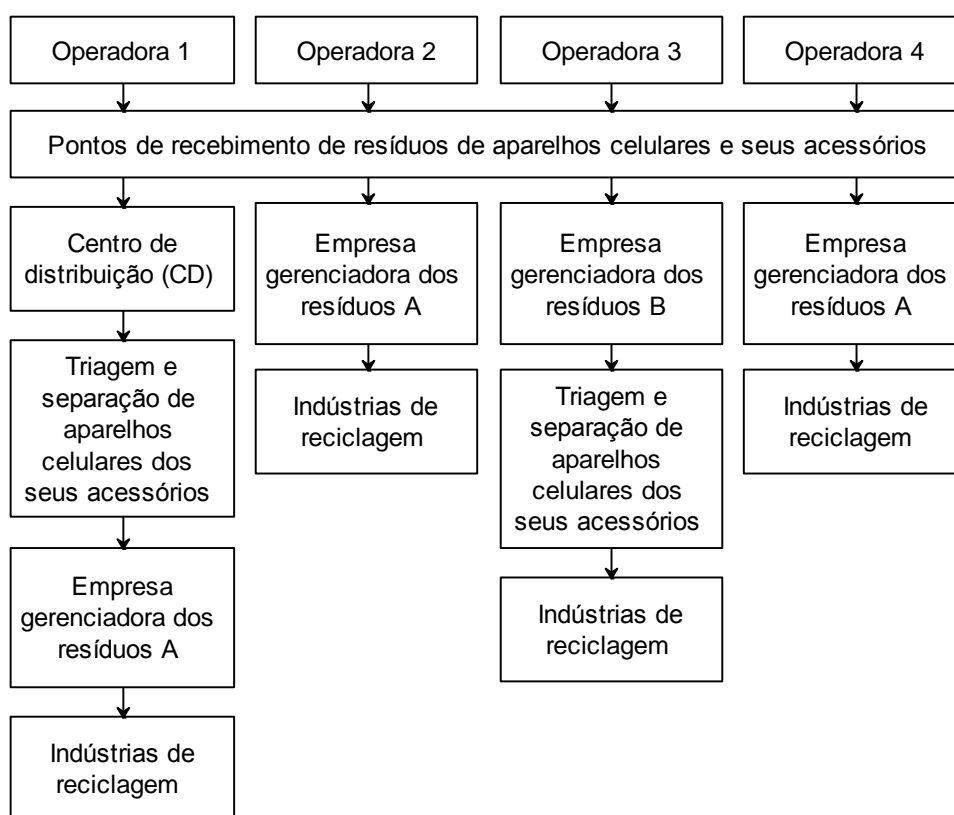 Operadora 1
Operadora 2
Operadora 3
Operadora 4
Pontos de recebimento de resíduos de aparelhos celulares e seus acessórios
Centro de
distribuição (CD)
Triagem e
separação de
aparelhos
celulares dos
seus acessórios
Empresa
gerenciadora dos
resíduos A
Indústrias de
reciclagem
Empresa
gerenciadora dos
resíduos A
Indústrias de
reciclagem
Empresa
gerenciadora dos
resíduos B
Triagem e
separação de
aparelhos
celulares dos
seus acessórios
Indústrias de
reciclagem
Empresa
gerenciadora dos
resíduos A
Indústrias de
reciclagem